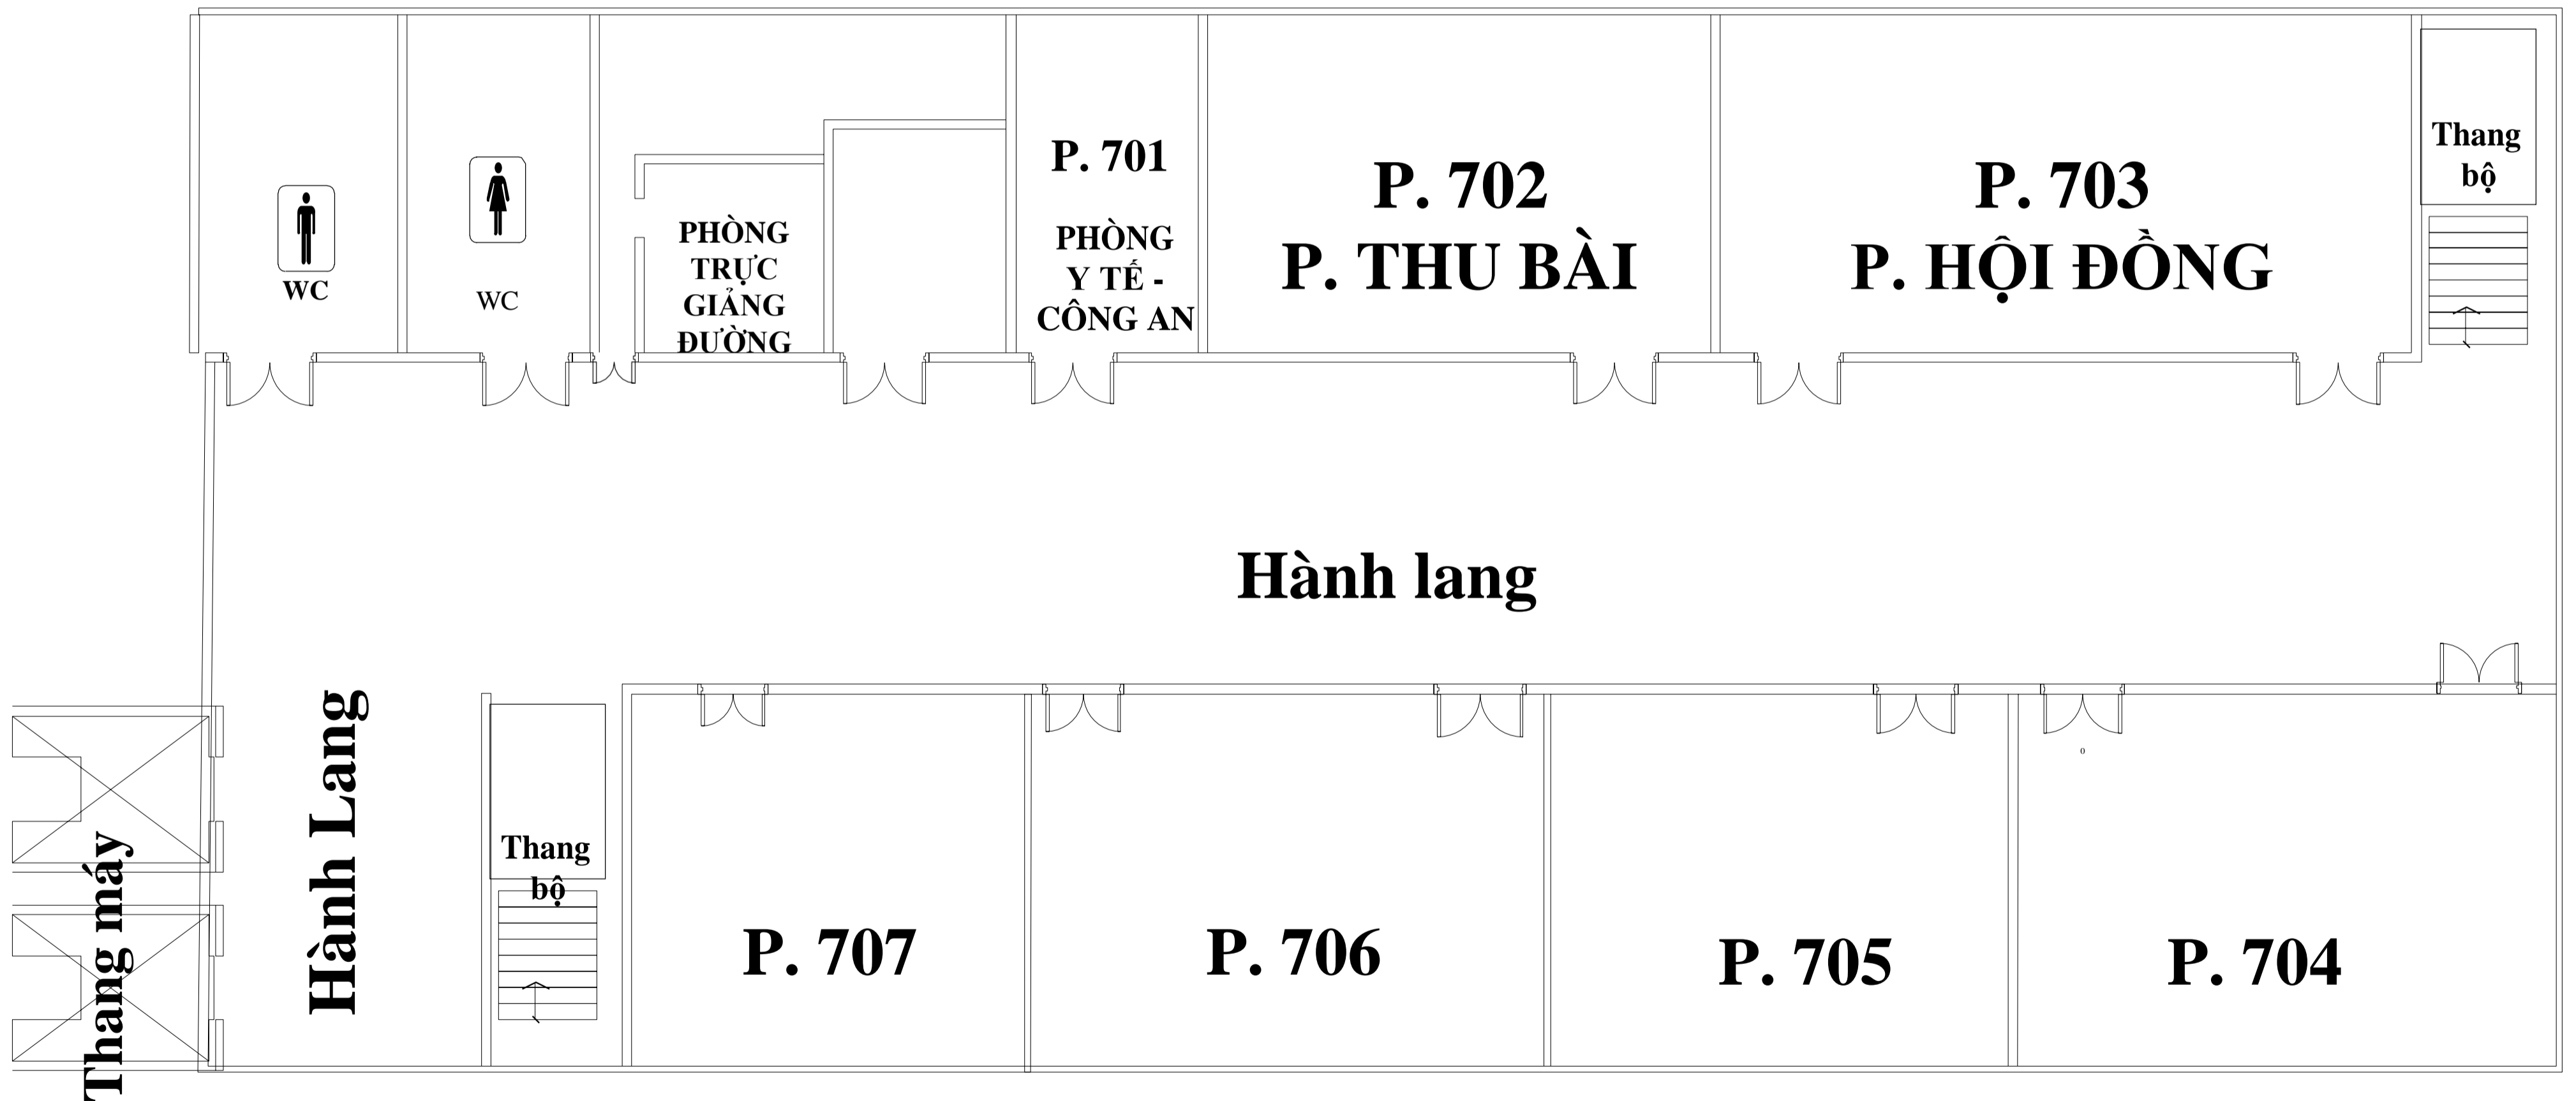 WC
WC
PHÒNG
TRỰC
GIẢNG
ĐƯỜNG
P. 701
PHÒNG
Y TẾ -
CÔNG AN
P. 702
P. THU BÀI
P. 703
P. HỘI ĐỒNG
Thang
bộ
Hành lang
Thang máy
Hành Lang
Thang
bộ
P. 707
P. 706
P. 705
0
P. 704